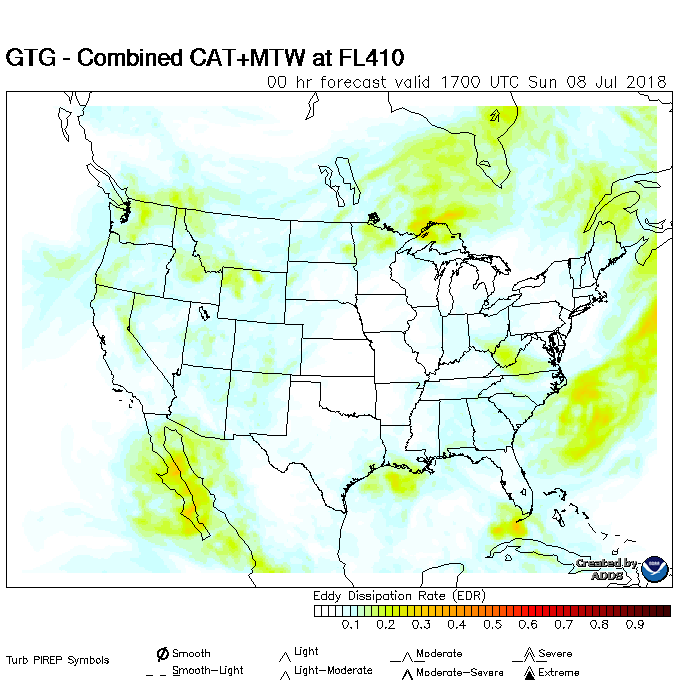 GTG - Combined CAT+MTW at FL410
00 hr forecast valid 1700 UTC Sun 08 Jul 2018
Created by
ADDS
Eddy Dissipation Rate (EDR)
0.1 0.2 0.3 0.4 0.5 0.6 0.7 0.8 0.9
Turb PIREP Symbols
Smooth Light Moderate Severe
Smooth-Light Light-Moderate Moderate-Severe Extreme